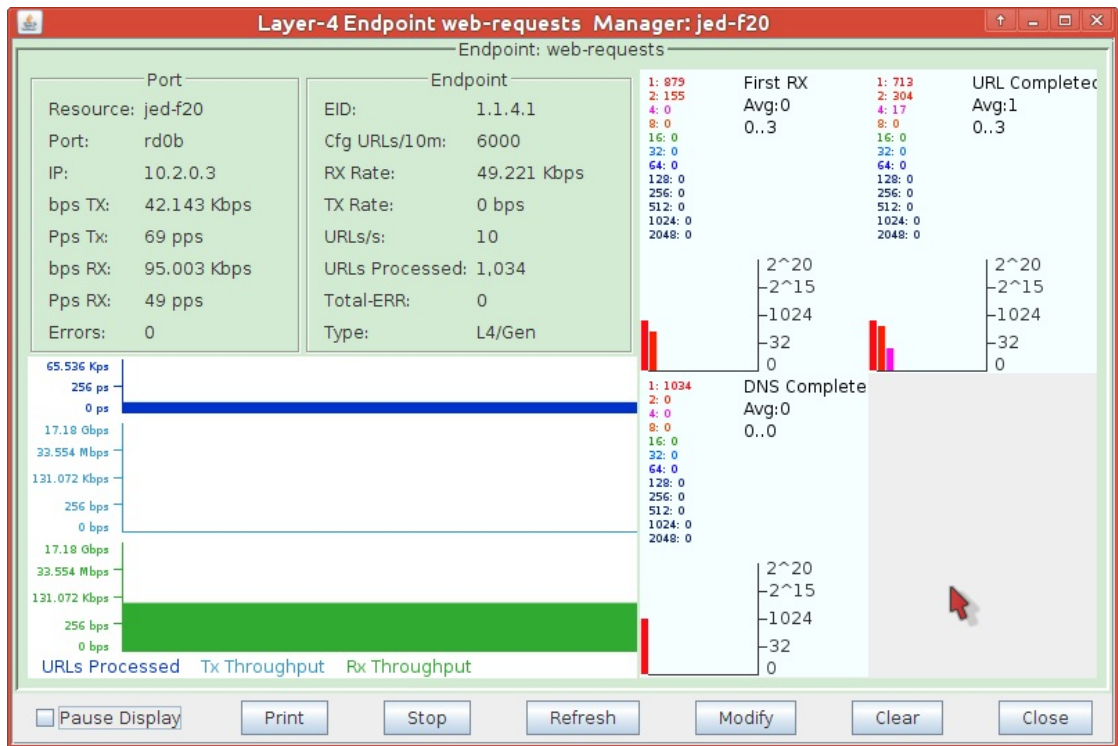 Layer-4 Endpoint web-requests Manager: jed-f20
Endpoint: web-requests
Port
Resource: jed-f20
Port: rd0b
IP: 10.2.0.3
bps TX: 42.143 Kbps
Pps Tx: 69 pps
bps RX: 95.003 Kbps
Pps RX: 49 pps
Errors: 0
Endpoint
EID: 1.1.4.1
Cfg URLs/10m: 6000
RX Rate: 49.221 Kbps
TX Rate: 0 bps
URLs/s: 10
URLs Processed: 1,034
Total-ERR: 0
Type: L4/Gen
1: 879
2: 155
4: 0
8: 0
16: 0
32: 0
64: 0
128: 0
256: 0
512: 0
1024: 0
2048: 0
First RX
Avg:0
0..3
2^20
2^15
1024
32
0
1: 713
2: 304
4: 17
8: 0
16: 0
32: 0
64: 0
128: 0
256: 0
512: 0
1024: 0
2048: 0
URL Completed
Avg:1
0..3
2^20
2^15
1024
32
0
65.536 Kps
256 ps
0 ps
17.18 Gbps
33.554 Mbps
131.072 Kbps
256 bps
0 bps
17.18 Gbps
33.554 Mbps
131.072 Kbps
256 bps
0 bps
URLs Processed Tx Throughput Rx Throughput
1: 1034
2: 0
4: 0
8: 0
16: 0
32: 0
64: 0
128: 0
256: 0
512: 0
1024: 0
2048: 0
DNS Complete
Avg:0
0..0
2^20
2^15
1024
32
0
Pause Display
Print
Stop
Refresh
Modify
Clear
Close